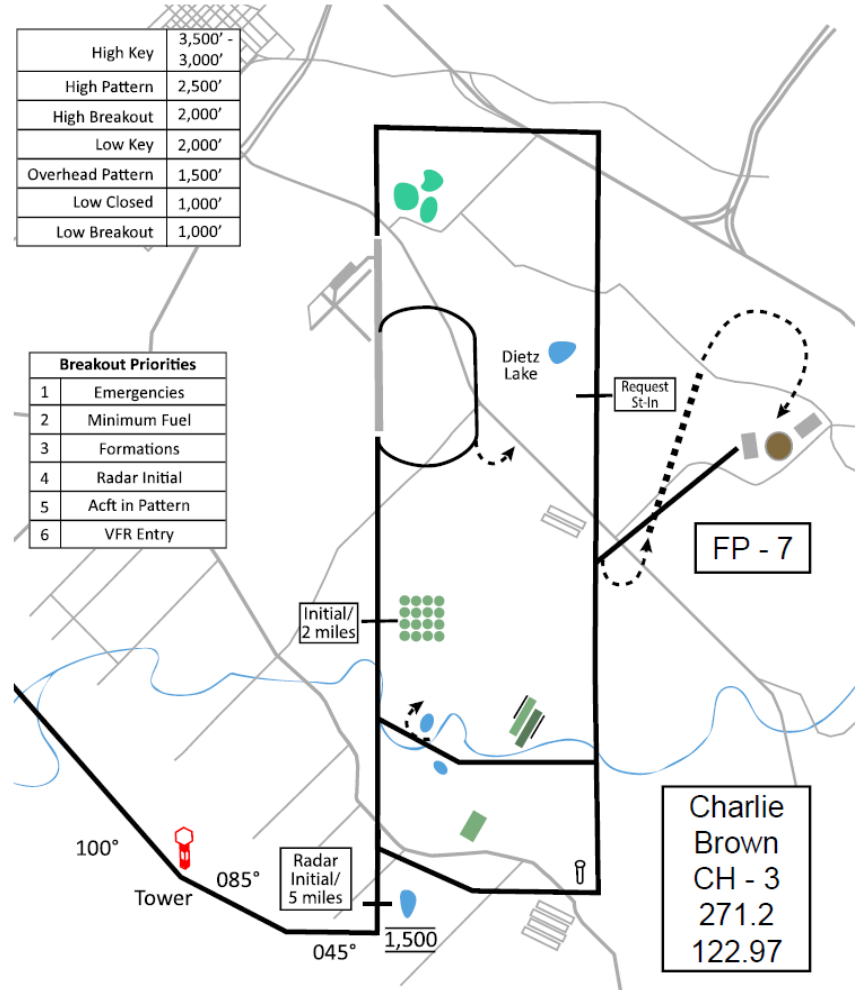 High Key 3,500' - 3,000'
High Pattern 2,500'
High Breakout 2,000'
Low Key 2,000'
Overhead Pattern 1,500'
Low Closed 1,000'
Low Breakout 1,000'
Breakout Priorities
1 Emergencies
2 Minimum Fuel
3 Formations
4 Radar Initial
5 Acft in Pattern
6 VFR Entry
Dietz
Lake
Request
St-In
FP - 7
Initial/
2 miles
100°
Tower
085°
045°
Radar
Initial/
5 miles
1,500
Charlie
Brown
CH - 3
271.2
122.97